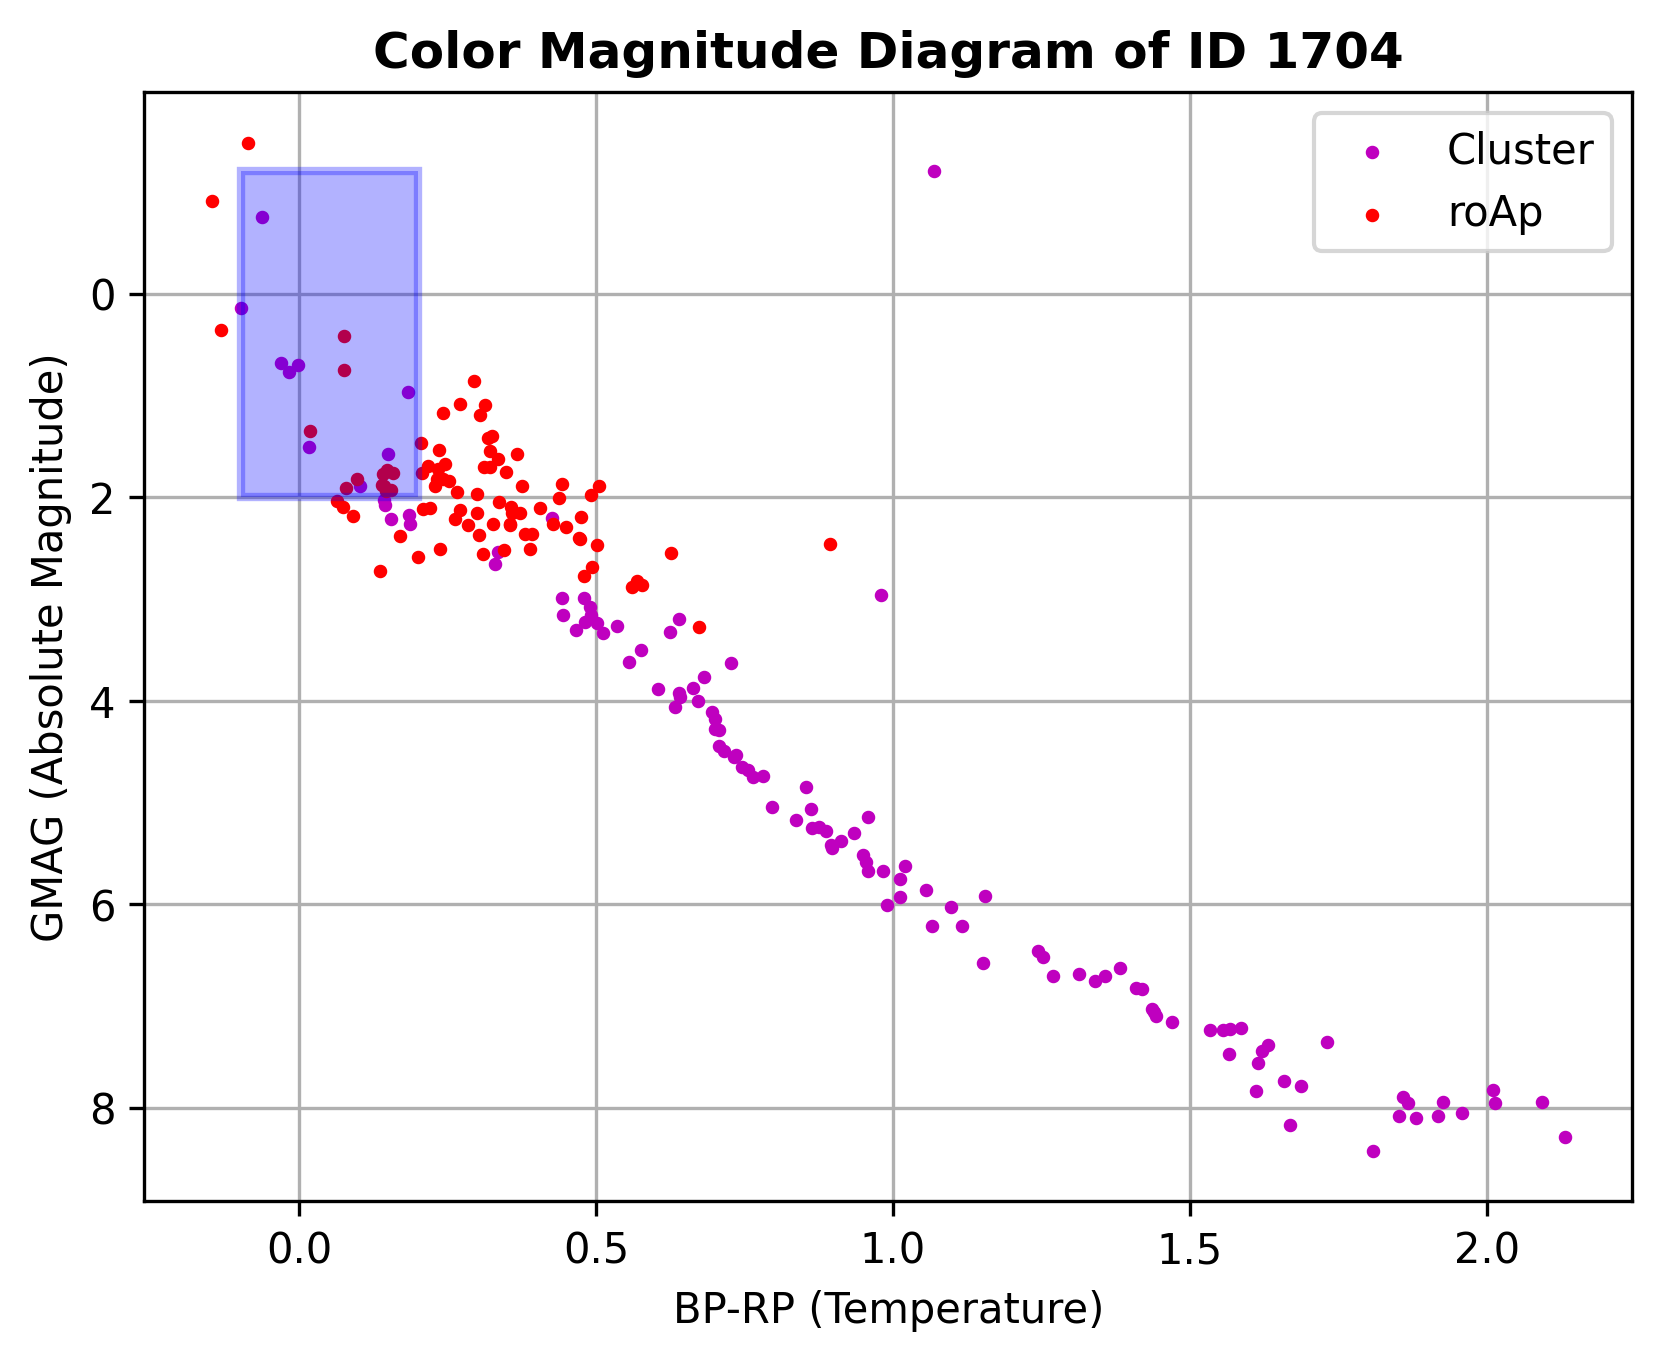 Color Magnitude Diagram of ID 1704
Cluster
roAp
GMAG (Absolute Magnitude)
0
2
4
6
8
0.0 0.5 1.0 1.5 2.0
BP-RP (Temperature)